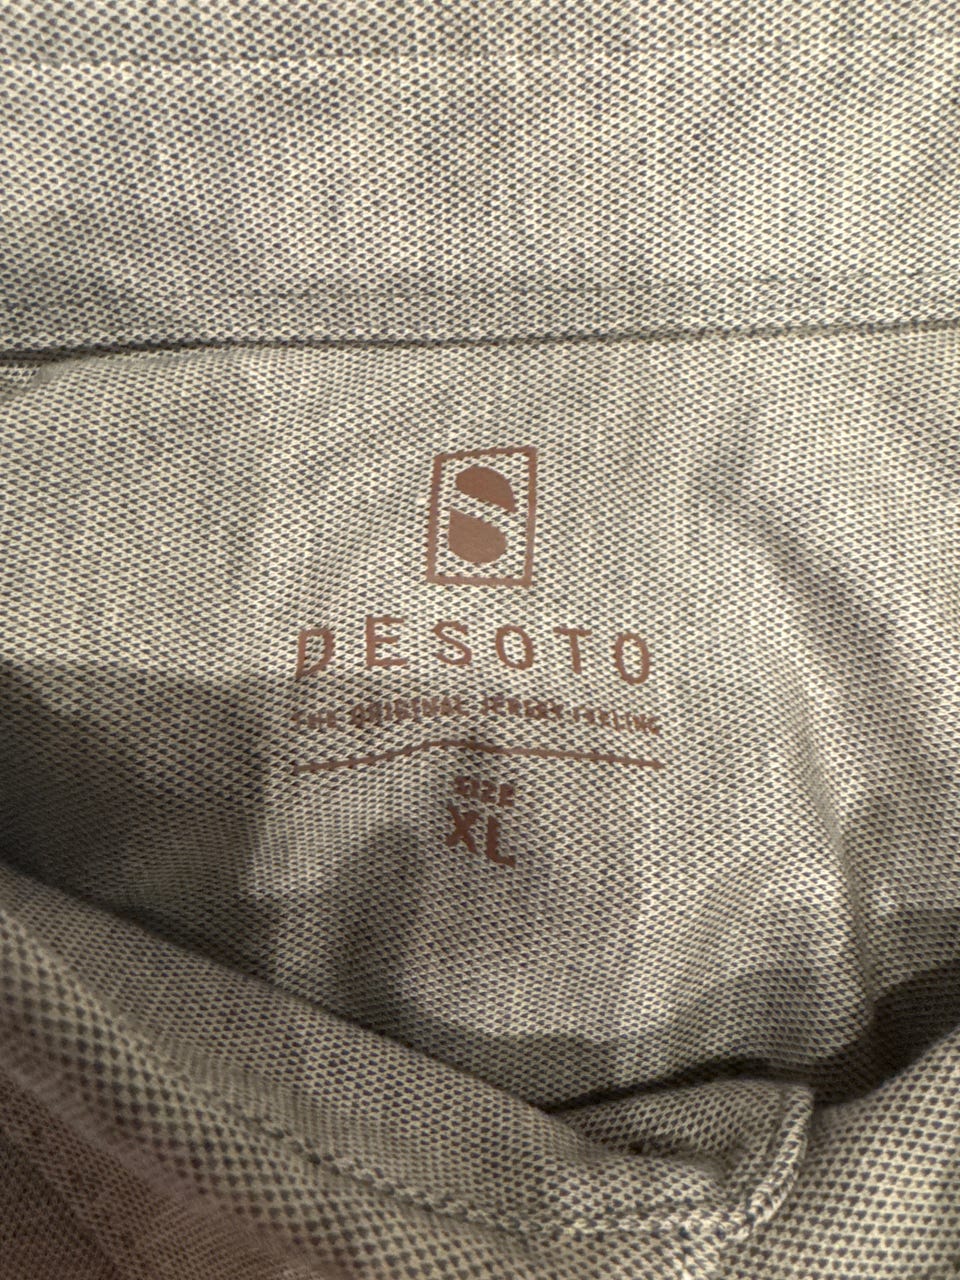 DESOTO
THE ORIGINAL JERSEY.FEELING
SIZE
XL